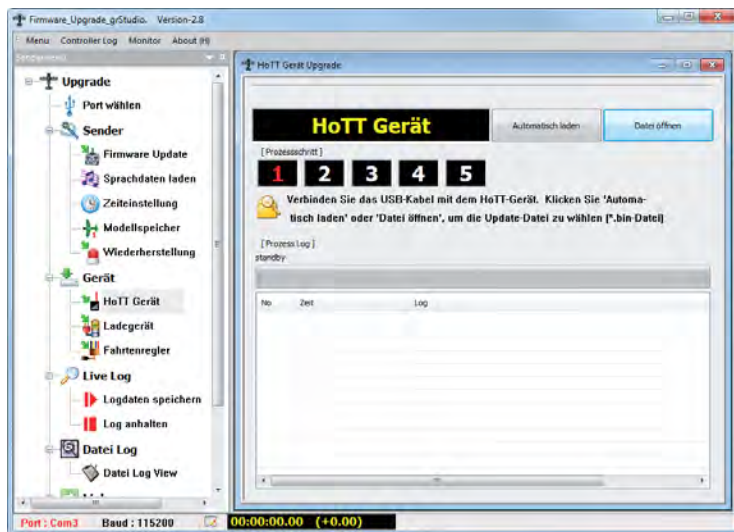 Firmware_Upgrade_grStudio.   Version-2.8
Menu   Controller Log   Monitor   About (H)
Upgrade
Port wählen
Sender
Firmware Update
Sprachdaten laden
Zeiteinstellung
Modellspeicher
Wiederherstellung
Gerät
HoTT Gerät
Ladegerät
Fahrtenregler
Live Log
Logdaten speichern
Log anhalten
Datei Log
Datei Log View
HoTT Gerät Upgrade
HoTT Gerät
Automatisch laden
Datei öffnen
[ Prozessschritt ]
1 2 3 4 5
Verbinden Sie das USB-Kabel mit dem HoTT-Gerät.  Klicken Sie 'Automa-
tisch laden' oder 'Datei öffnen', um die Update-Datei zu wählen (*.bin-Datei)
[ Prozess Log ]
standby
No   Zeit   Log
Port : Com3   Baud : 115200   00:00:00.00   (+0.00)